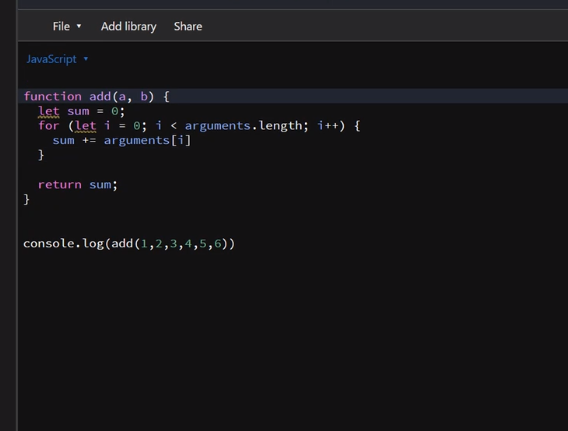 File ▾ Add library Share
JavaScript ▾
function add(a, b) {
  let sum = 0;
  for (let i = 0; i < arguments.length; i++) {
    sum += arguments[i]
  }

  return sum;
}

console.log(add(1,2,3,4,5,6))